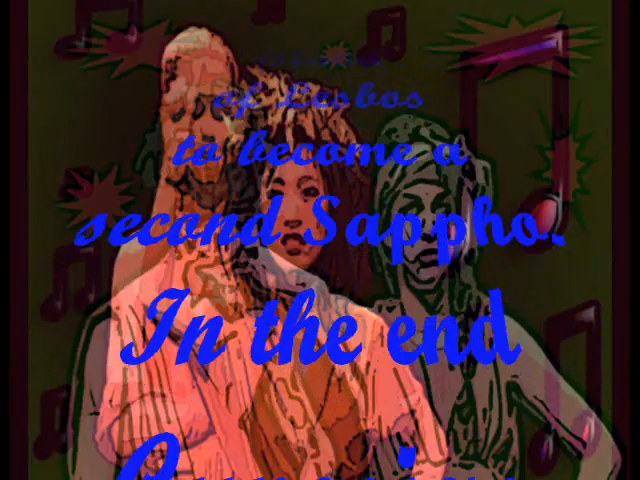 of Lesbos
to become a
second Sappho.
In the end